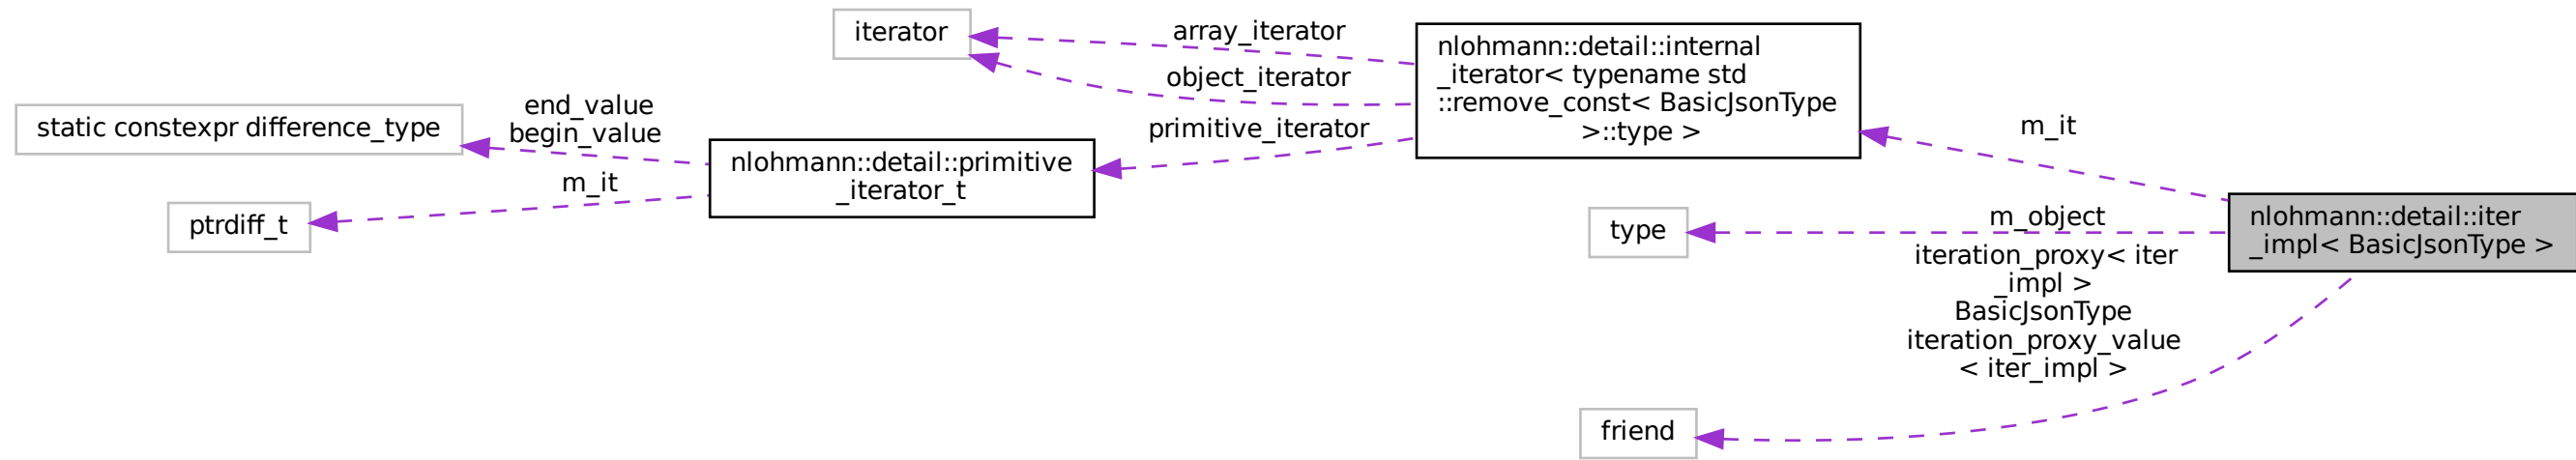 iterator
array_iterator
object_iterator
primitive_iterator
nlohmann::detail::internal
_iterator< typename std
::remove_const< BasicJsonType
>::type >
static constexpr difference_type
end_value
begin_value
m_it
ptrdiff_t
nlohmann::detail::primitive
_iterator_t
m_it
type
m_object
iteration_proxy< iter
_impl >
BasicJsonType
iteration_proxy_value
< iter_impl >
nlohmann::detail::iter
_impl< BasicJsonType >
friend